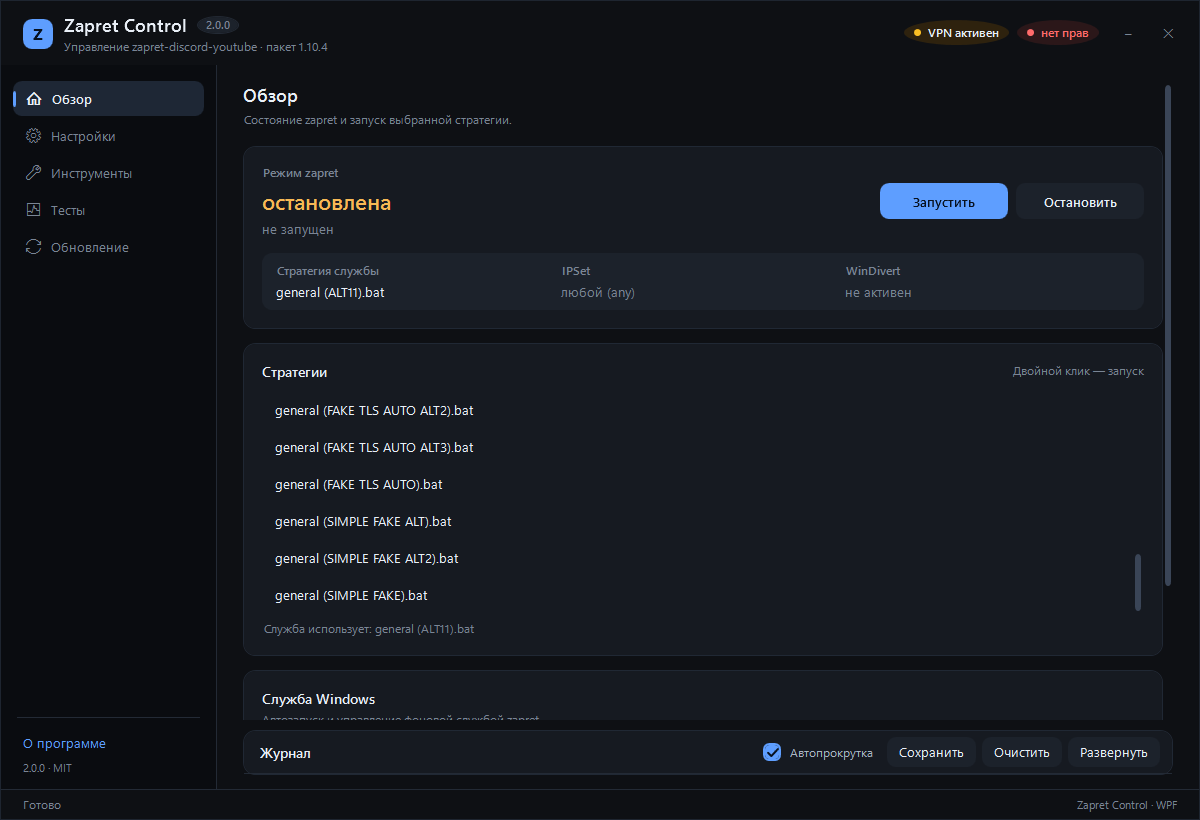 Z
Zapret Control 2.0.0
Управление zapret-discord-youtube · пакет 1.10.4
VPN активен
нет прав
Обзор
Настройки
Инструменты
Тесты
Обновление
О программе
2.0.0 · MIT
Обзор
Состояние zapret и запуск выбранной стратегии.
Режим zapret
остановлена
не запущен
Запустить
Остановить
Стратегия службы
general (ALT11).bat
IPSet
любой (any)
WinDivert
не активен
Стратегии
Двойной клик — запуск
general (FAKE TLS AUTO ALT2).bat
general (FAKE TLS AUTO ALT3).bat
general (FAKE TLS AUTO).bat
general (SIMPLE FAKE ALT).bat
general (SIMPLE FAKE ALT2).bat
general (SIMPLE FAKE).bat
Служба использует: general (ALT11).bat
Служба Windows
Автозапуск и управление фоновой службой zapret
Журнал
Автопрокрутка
Сохранить
Очистить
Развернуть
Готово
Zapret Control · WPF